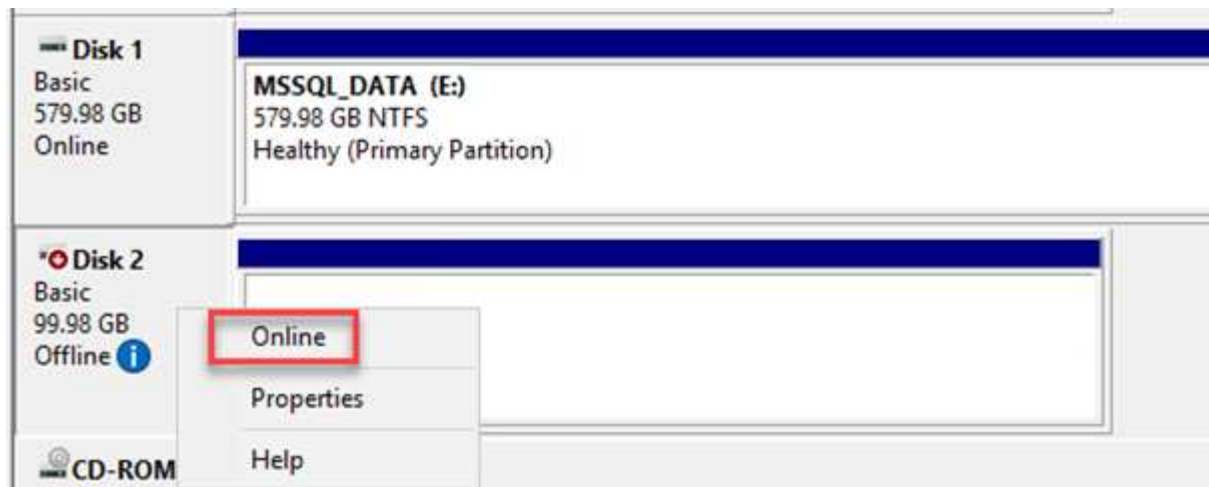 Disk 1
Basic
579.98 GB
Online
MSSQL_DATA (E:)
579.98 GB NTFS
Healthy (Primary Partition)
Disk 2
Basic
99.98 GB
Offline
Online
Properties
Help
CD-ROM